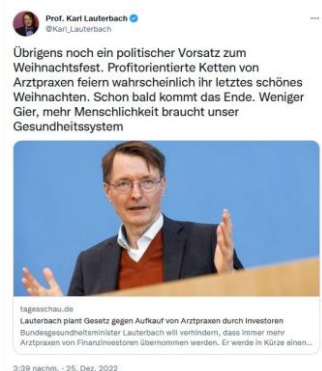 Prof. Karl Lauterbach
@Karl_Lauterbach
Übrigens noch ein politischer Vorsatz zum
Weihnachtsfest. Profitorientierte Ketten von
Arztpraxen feiern wahrscheinlich ihr letztes schönes
Weihnachten. Schon bald kommt das Ende. Weniger
Gier, mehr Menschlichkeit braucht unser
Gesundheitssystem
tagesschau.de
Lauterbach plant Gesetz gegen Aufkauf von Arztpraxen durch Investoren
Bundesgesundheitsminister Lauterbach will verhindern, dass immer mehr
Arztpraxen von Finanzinvestoren übernommen werden. Er werde in Kürze einen...
3:39 nachm. · 25. Dez. 2022